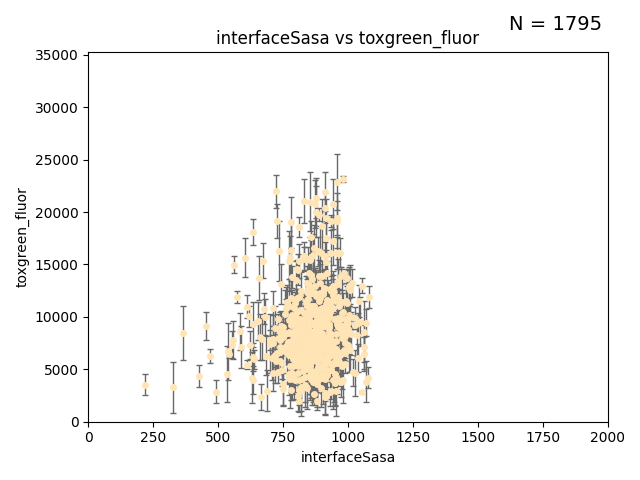 N = 1795
interfaceSasa vs toxgreen_fluor
35000
30000
25000
20000
15000
10000
5000
0
toxgreen_fluor
0 250 500 750 1000 1250 1500 1750 2000
interfaceSasa